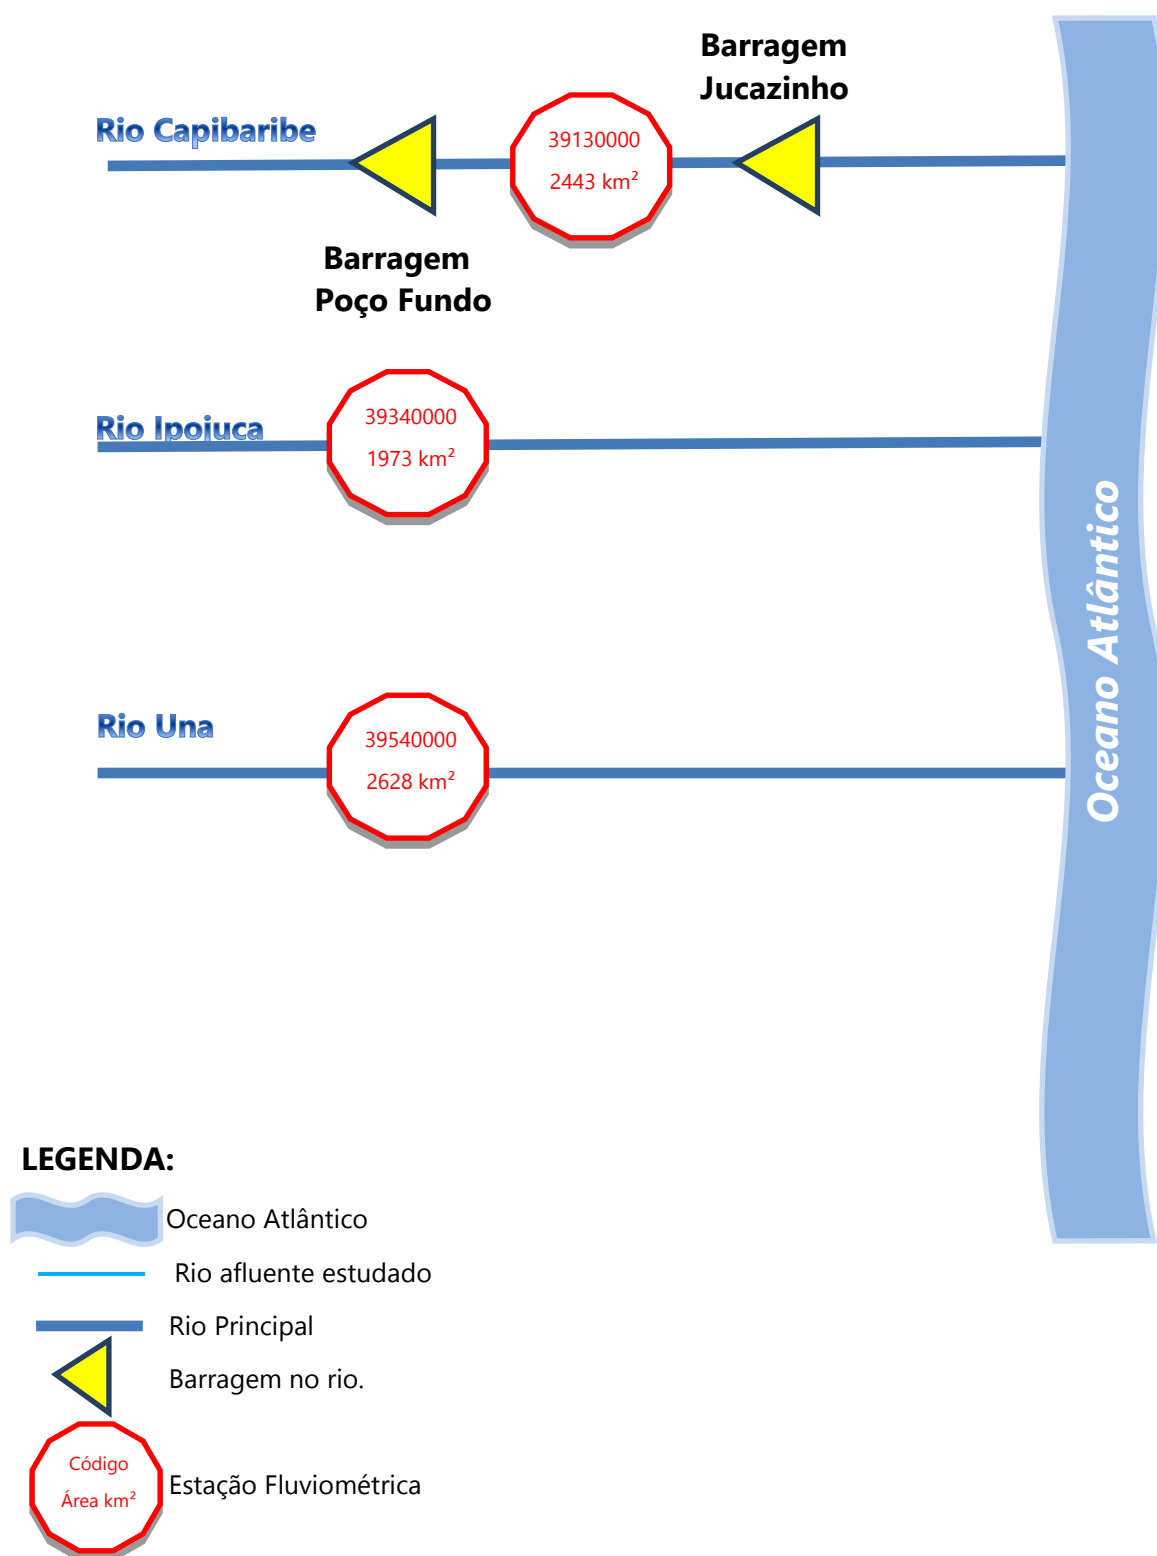 Barragem
Jucazinho
Rio Capibaribe
39130000
2443 km²
Barragem
Poço Fundo
Rio Ipojuca
39340000
1973 km²
Oceano Atlântico
Rio Una
39540000
2628 km²
LEGENDA:
Oceano Atlântico
Rio afluente estudado
Rio Principal
Barragem no rio.
Código
Área km²
Estação Fluviométrica